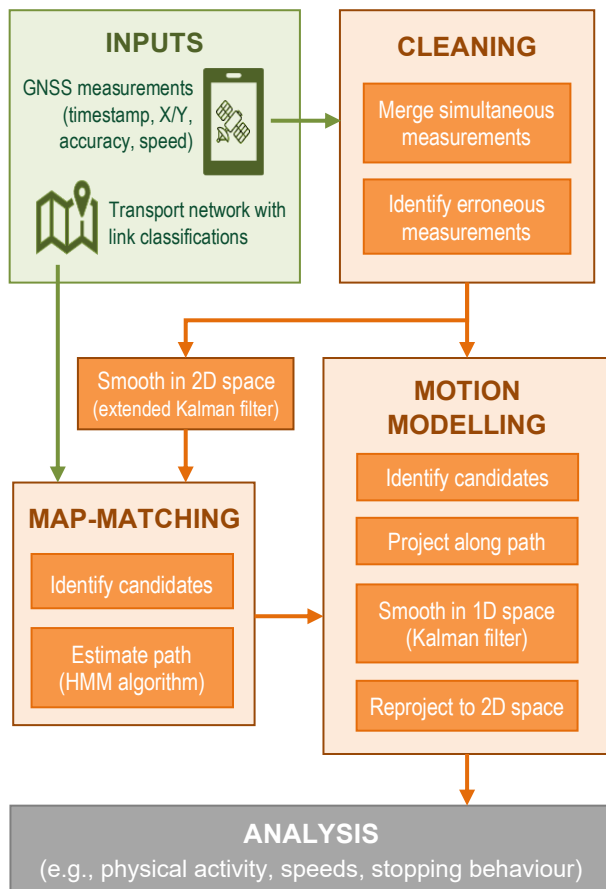 INPUTS
GNSS measurements
(timestamp, X/Y,
accuracy, speed)
Transport network with
link classifications
CLEANING
Merge simultaneous
measurements
Identify erroneous
measurements
Smooth in 2D space
(extended Kalman filter)
MAP-MATCHING
Identify candidates
Estimate path
(HMM algorithm)
MOTION
MODELLING
Identify candidates
Project along path
Smooth in 1D space
(Kalman filter)
Reproject to 2D space
ANALYSIS
(e.g., physical activity, speeds, stopping behaviour)